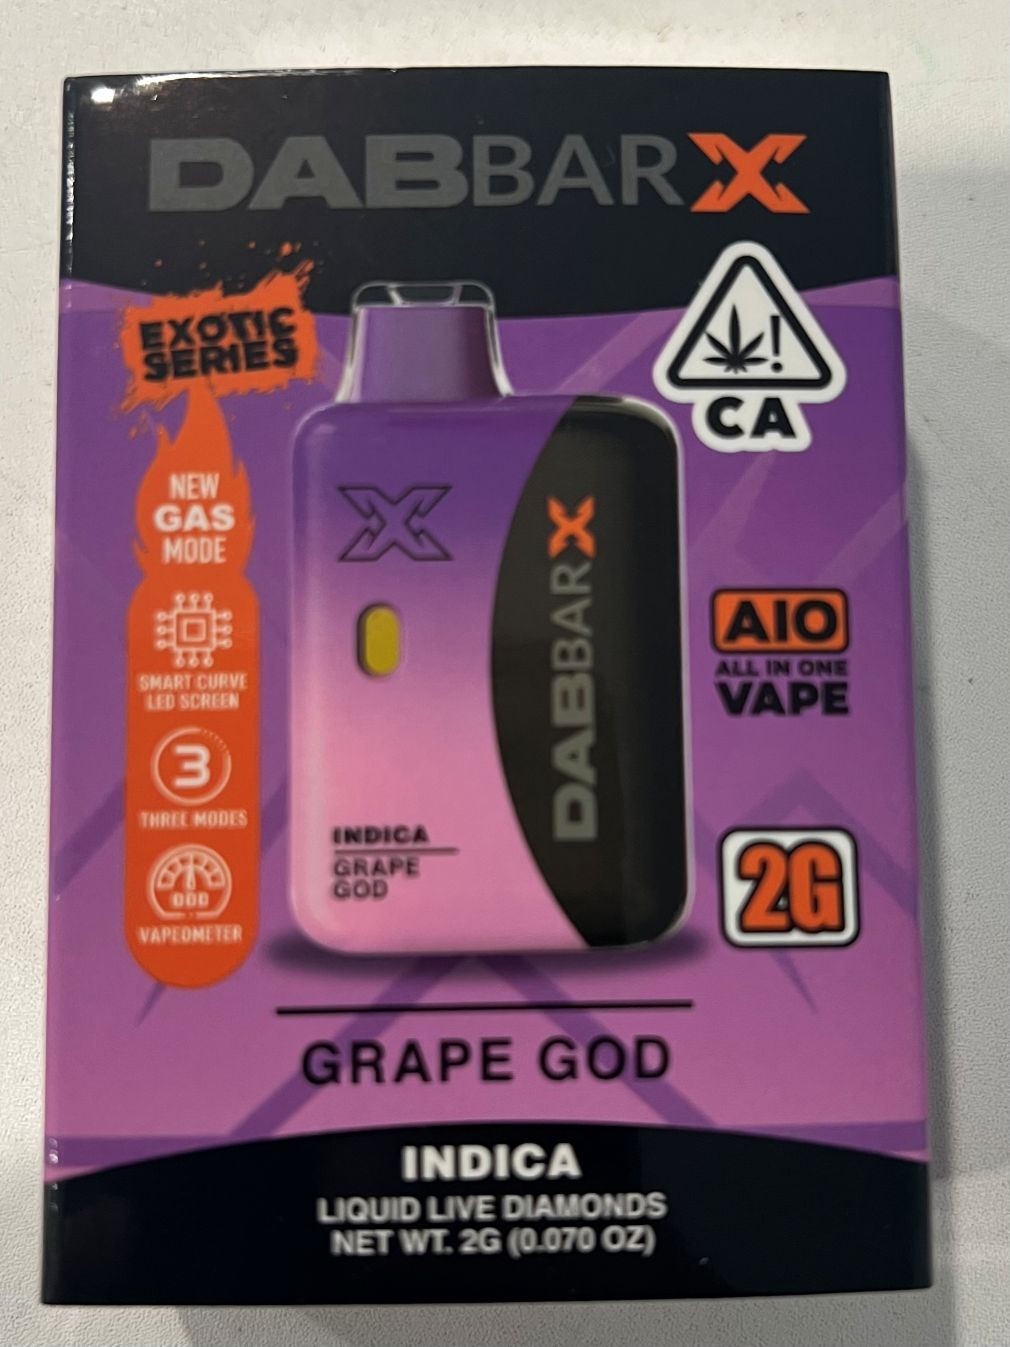 DABBARX
EXOTIC
SERIES
NEW
GAS
MODE
SMART CURVE
LED SCREEN
3
THREE MODES
000
VAPEOMETER
X
DABBARX
INDICA
GRAPE
GOD
!
CA
AIO
ALL IN ONE
VAPE
2G
GRAPE GOD
INDICA
LIQUID LIVE DIAMONDS
NET WT. 2G (0.070 OZ)